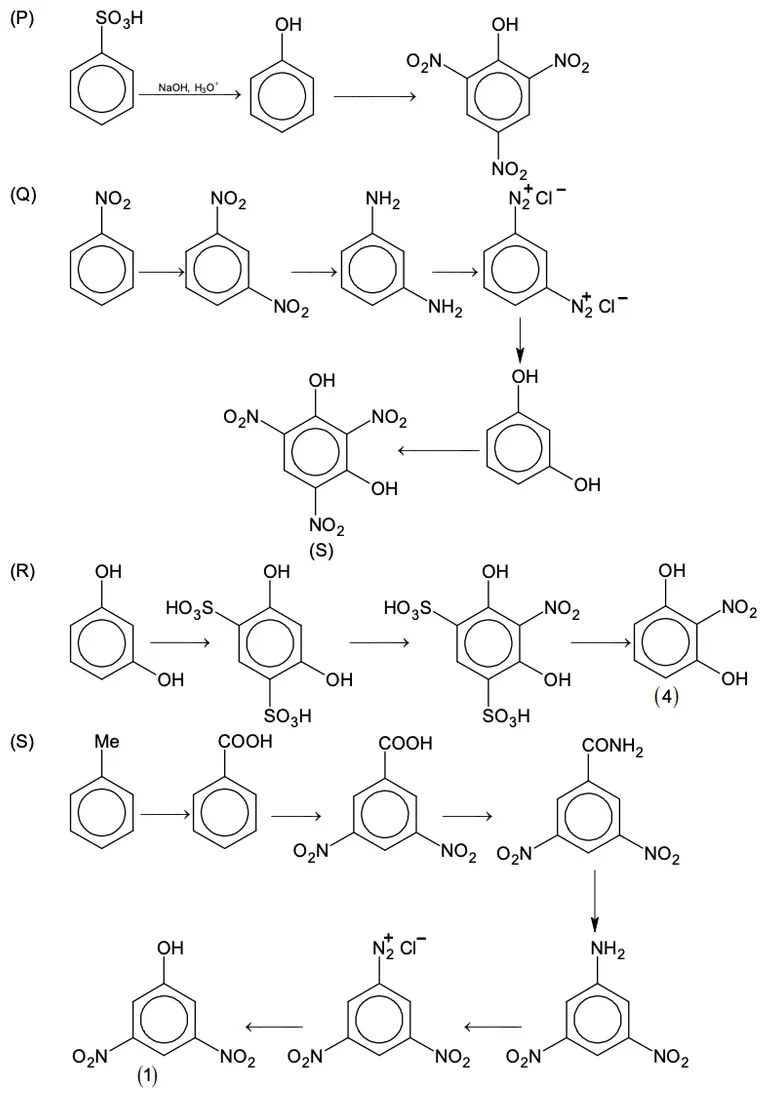 (P)
SO3H
OH
OH
NaOH, H3O+
O2N
NO2
NO2
(Q)
NO2
NO2
NH2
N2+ Cl−
NO2
NH2
N2+ Cl−
OH
OH
O2N
NO2
OH
OH
NO2
(S)
(R)
OH
OH
OH
OH
HO3S
HO3S
NO2
NO2
OH
OH
OH
OH
SO3H
SO3H
(4)
(S)
Me
COOH
COOH
CONH2
O2N
NO2
O2N
NO2
OH
N2+ Cl−
NH2
O2N
NO2
O2N
NO2
O2N
NO2
(1)